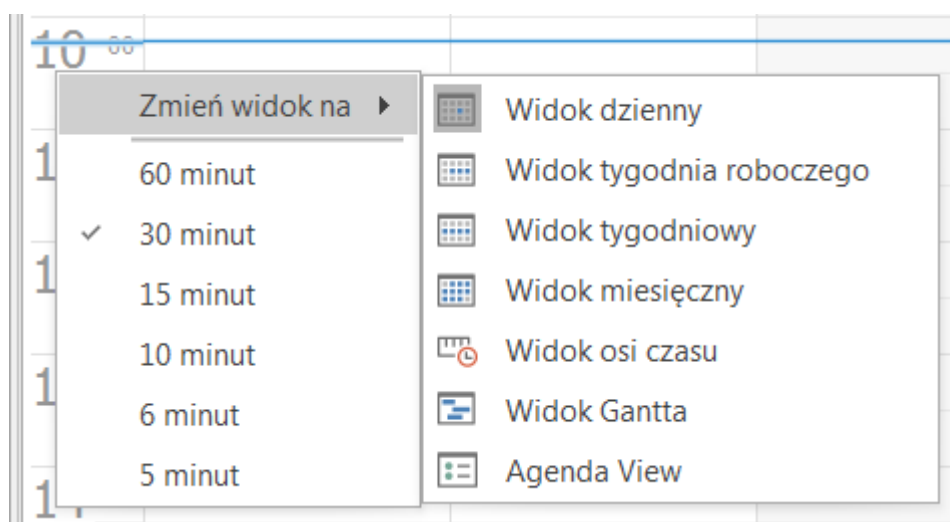 10 00
Zmień widok na
60 minut
30 minut
15 minut
10 minut
6 minut
5 minut
Widok dzienny
Widok tygodnia roboczego
Widok tygodniowy
Widok miesięczny
Widok osi czasu
Widok Gantta
Agenda View